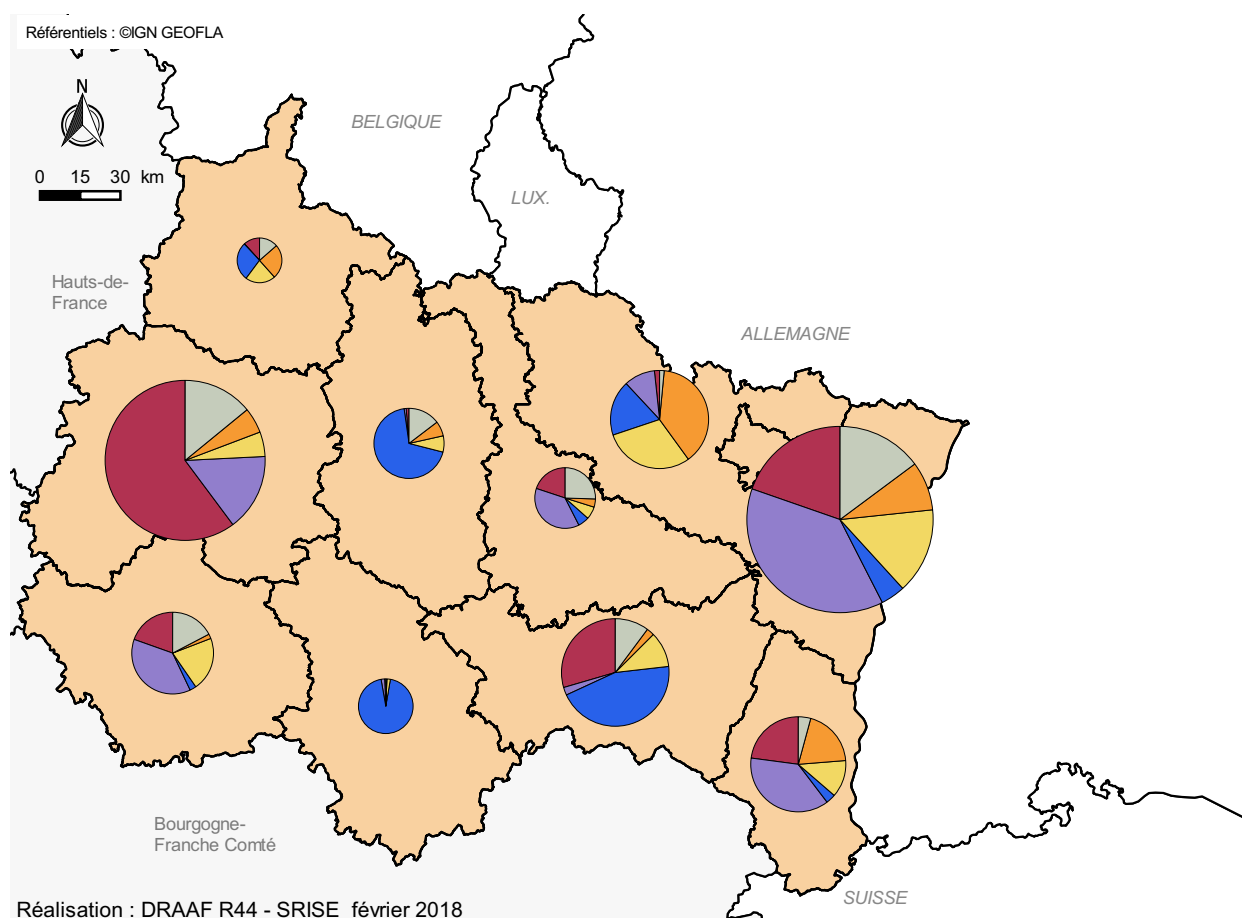 Référentiels : ©IGN GEOFLA
N
0 15 30 km
BELGIQUE
LUX.
Hauts-de-
France
ALLEMAGNE
Bourgogne-
Franche Comté
SUISSE
Réalisation : DRAAF R44 - SRISE février 2018